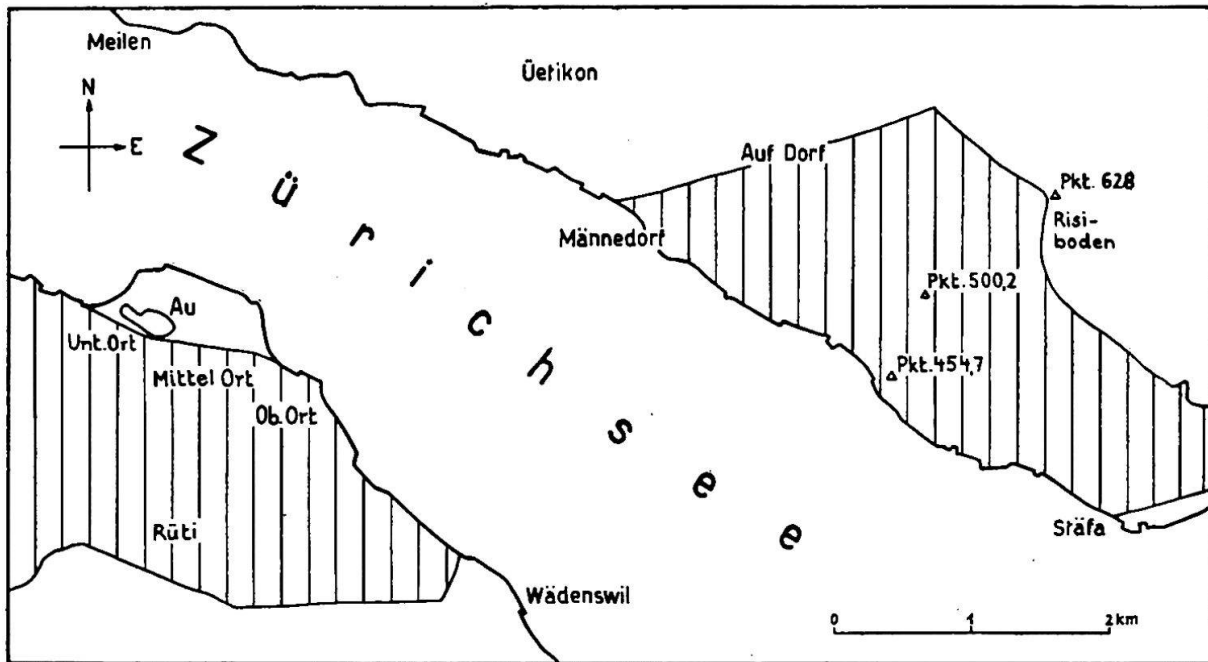 Meilen
Üetikon
N
E
Zürichsee
Auf Dorf
Pkt. 628
Risi-
boden
Männedorf
Pkt. 500,2
Au
Unt. Ort
Mittel Ort
Pkt. 454,7
Ob. Ort
Rüti
Stäfa
Wädenswil
0 1 2 km